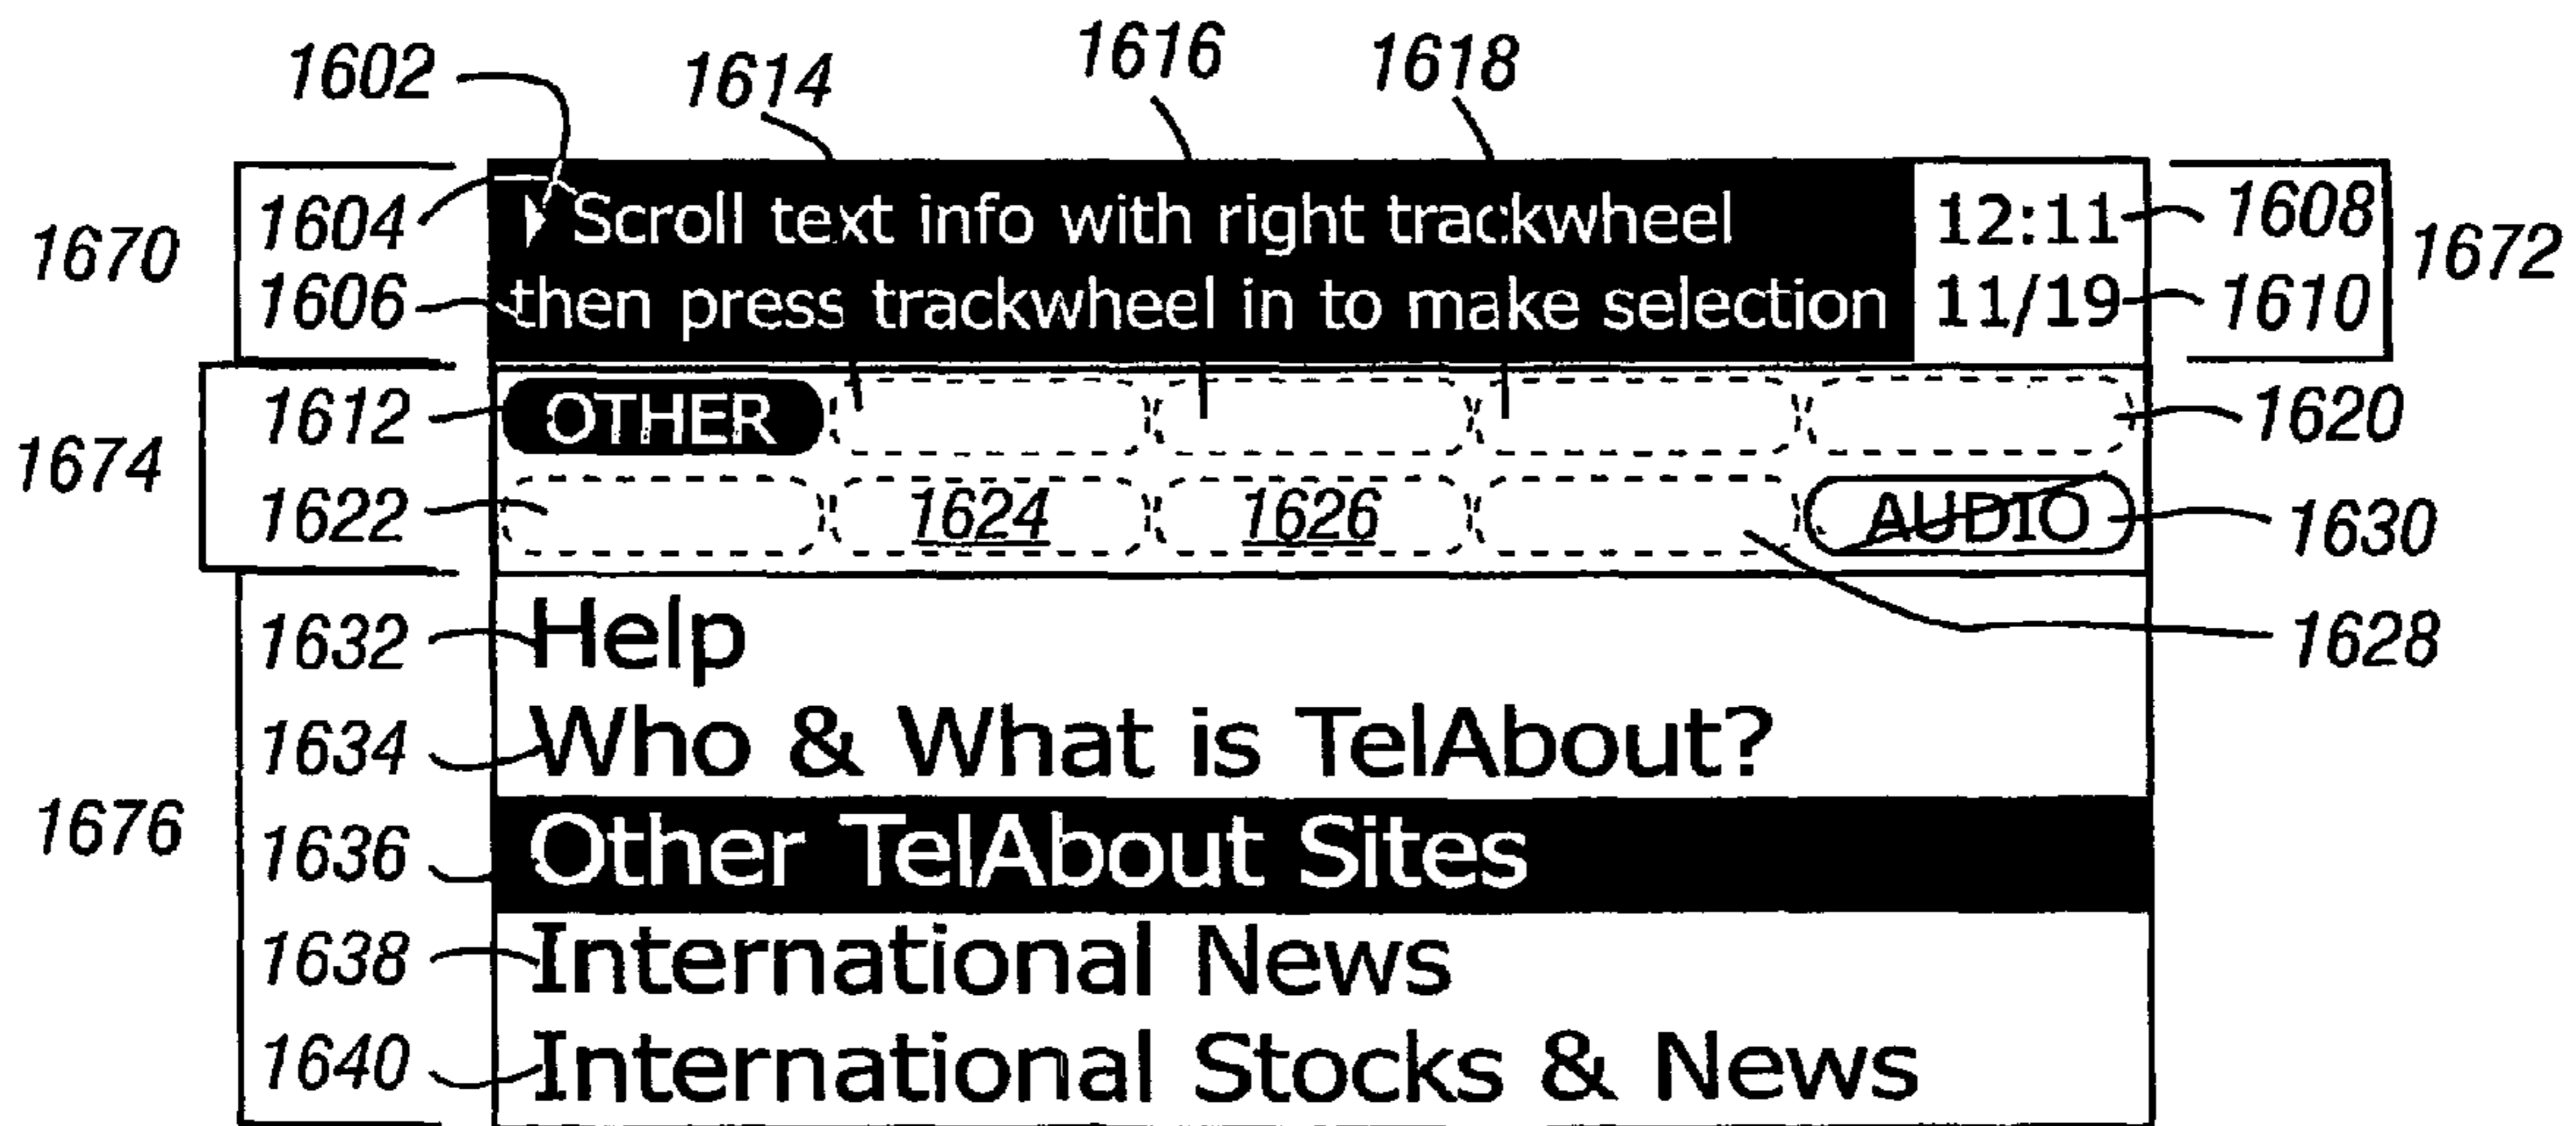 1602 1614 1616 1618
1670 1604 Scroll text info with right trackwheel 12:11 1608 1672
1606 then press trackwheel in to make selection 11/19 1610
1674 1612 OTHER 1620
1622 1624 1626 AUDIO 1630
1632 Help 1628
1634 Who & What is TelAbout?
1676 1636 Other TelAbout Sites
1638 International News
1640 International Stocks & News